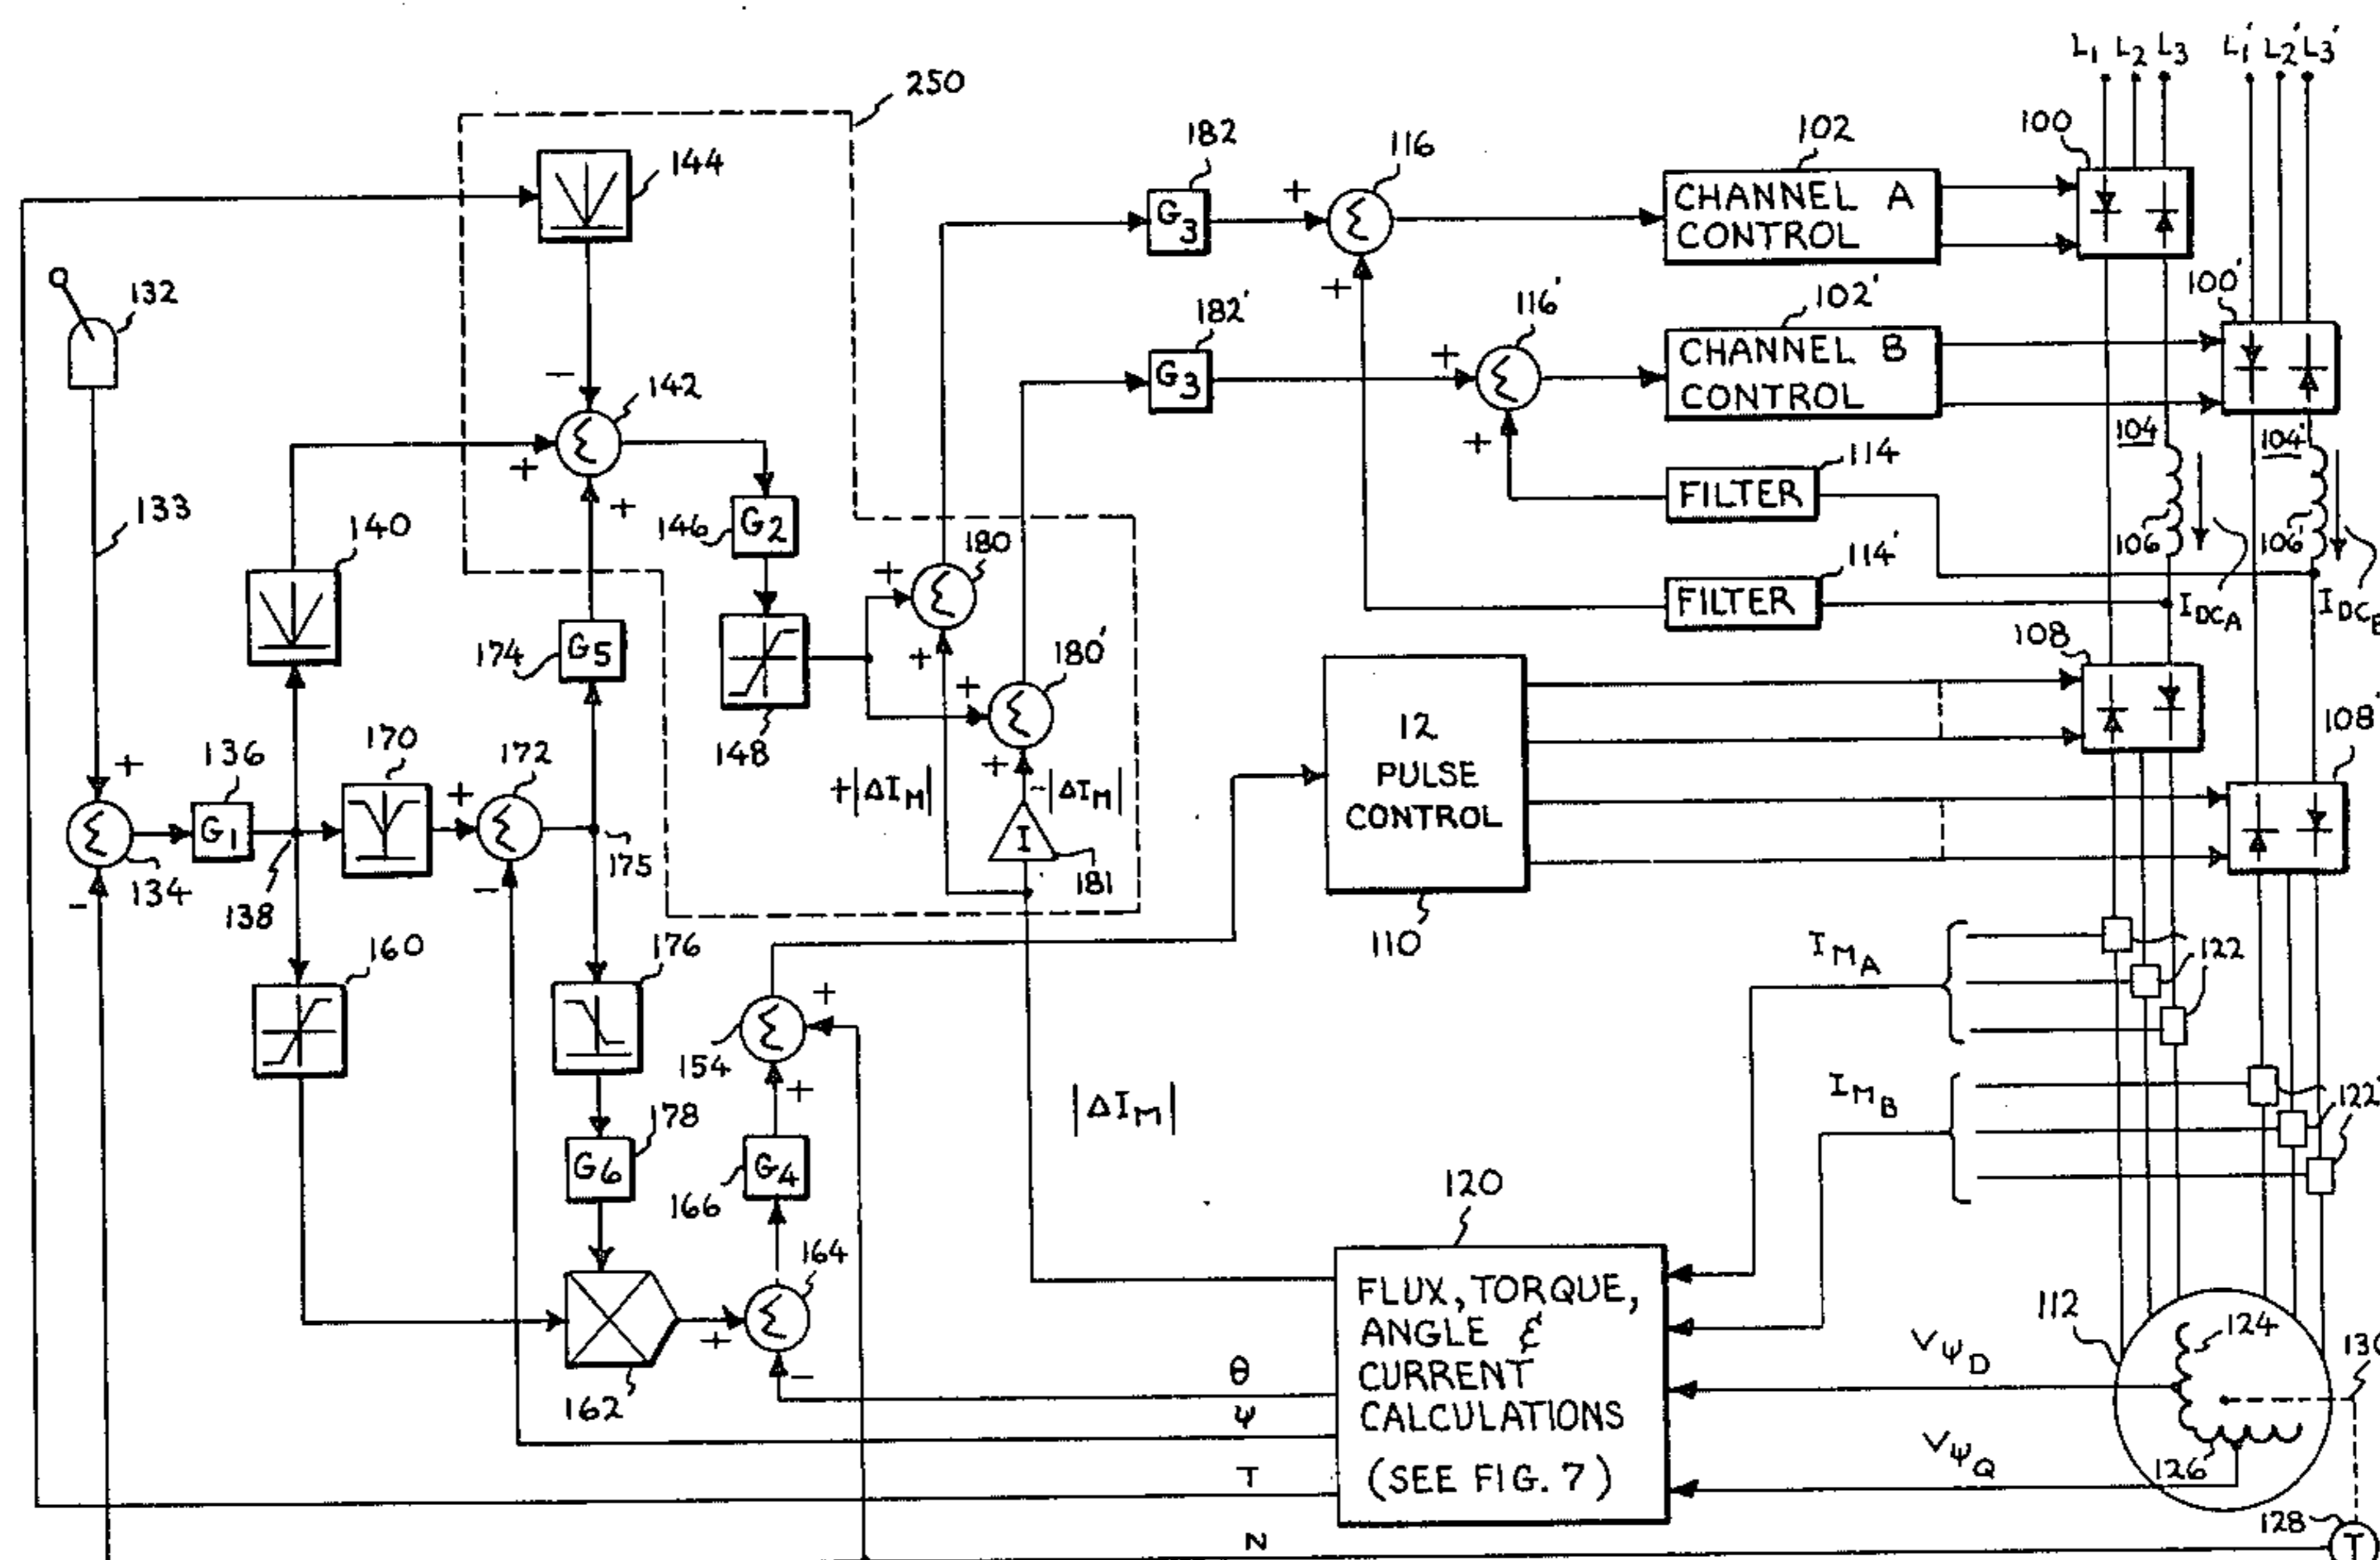 L1 L2 L3 L1' L2' L3'
250
144
182
116
102
100
G3
Σ
CHANNEL A
CONTROL
132
182'
116'
102'
100'
G3
Σ
CHANNEL B
CONTROL
142
Σ
133
140
146
G2
114
FILTER
104
104'
106
106'
180
Σ
114'
FILTER
IDCA
IDCB
174
G5
148
180'
Σ
108
12
PULSE
CONTROL
108'
136
170
172
134
Σ
G1
Σ
138
175
+|ΔIM|
-|ΔIM|
I
181
110
160
176
154
Σ
IMA
122
|ΔIM|
IMB
122'
178
G6
166
G4
120
164
Σ
162
FLUX, TORQUE,
ANGLE &
CURRENT
CALCULATIONS
(SEE FIG. 7)
θ
Ψ
T
N
112
124
VΨD
130
VΨQ
126
128
T